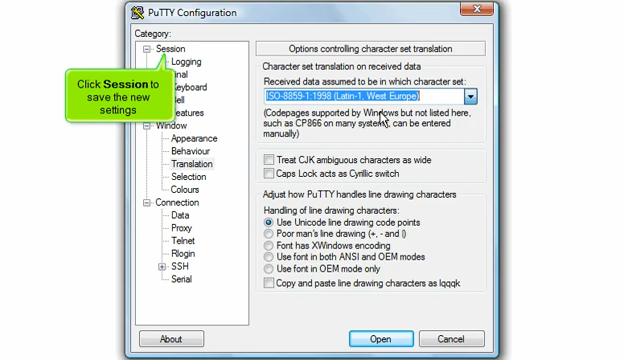 PuTTY Configuration
Category:
Session
Logging
Keyboard
Features
Window
Appearance
Behaviour
Translation
Selection
Colours
Connection
Data
Proxy
Telnet
Rlogin
SSH
Serial
Click Session to
save the new
settings
Options controlling character set translation
Character set translation on received data
Received data assumed to be in which character set:
ISO-8859-1:1998 (Latin-1, West Europe)
(Codepages supported by Windows but not listed here,
such as CP866 on many systems, can be entered
manually)
Treat CJK ambiguous characters as wide
Caps Lock acts as Cyrillic switch
Adjust how PuTTY handles line drawing characters
Handling of line drawing characters:
Use Unicode line drawing code points
Poor man's line drawing (+, - and |)
Font has XWindows encoding
Use font in both ANSI and OEM modes
Use font in OEM mode only
Copy and paste line drawing characters as lqqqk
About
Open
Cancel